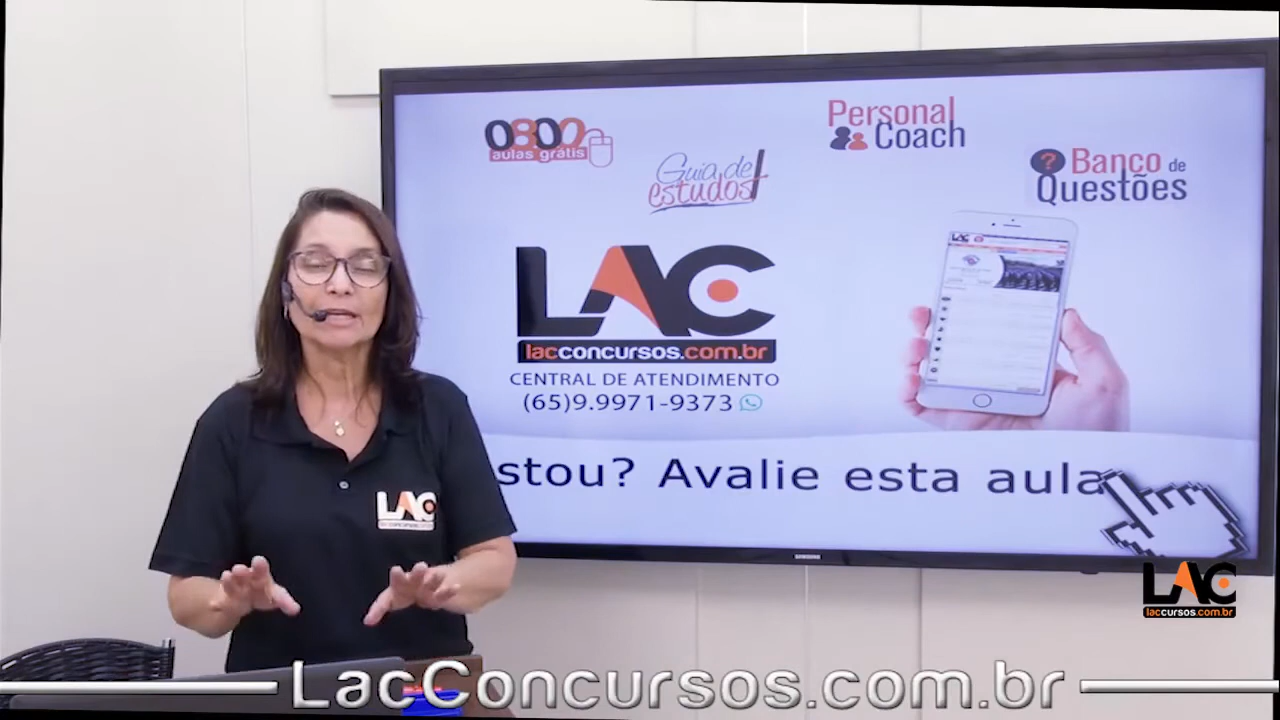 0800
aulas grátis
Guia de
estudos!
Personal
Coach
?
Banco de
Questões
LAC
lacconcursos.com.br
CENTRAL DE ATENDIMENTO
(65)9.9971-9373
stou? Avalie esta aula
LAC
LAC
LAC
laccursos.com.br
LacConcursos.com.br